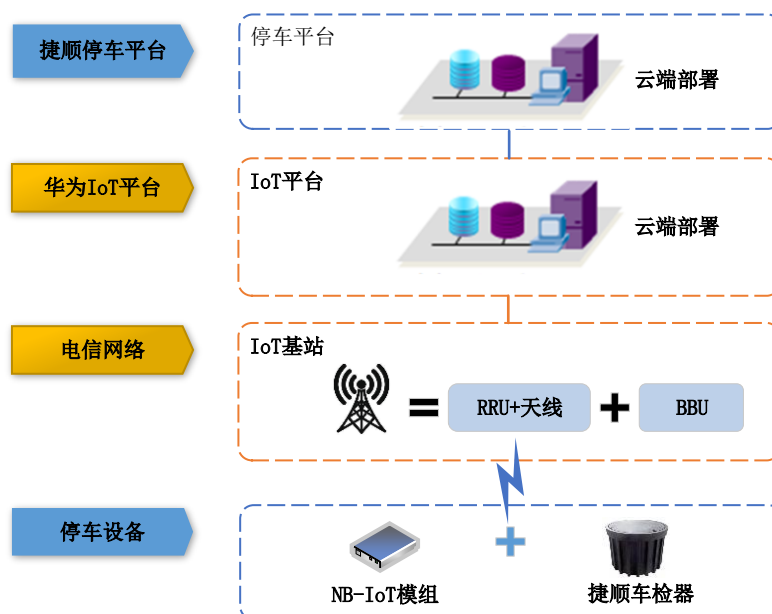 捷顺停车平台
停车平台
云端部署
华为IoT平台
IoT平台
云端部署
电信网络
IoT基站
RRU+天线
BBU
停车设备
NB-IoT模组
捷顺车检器